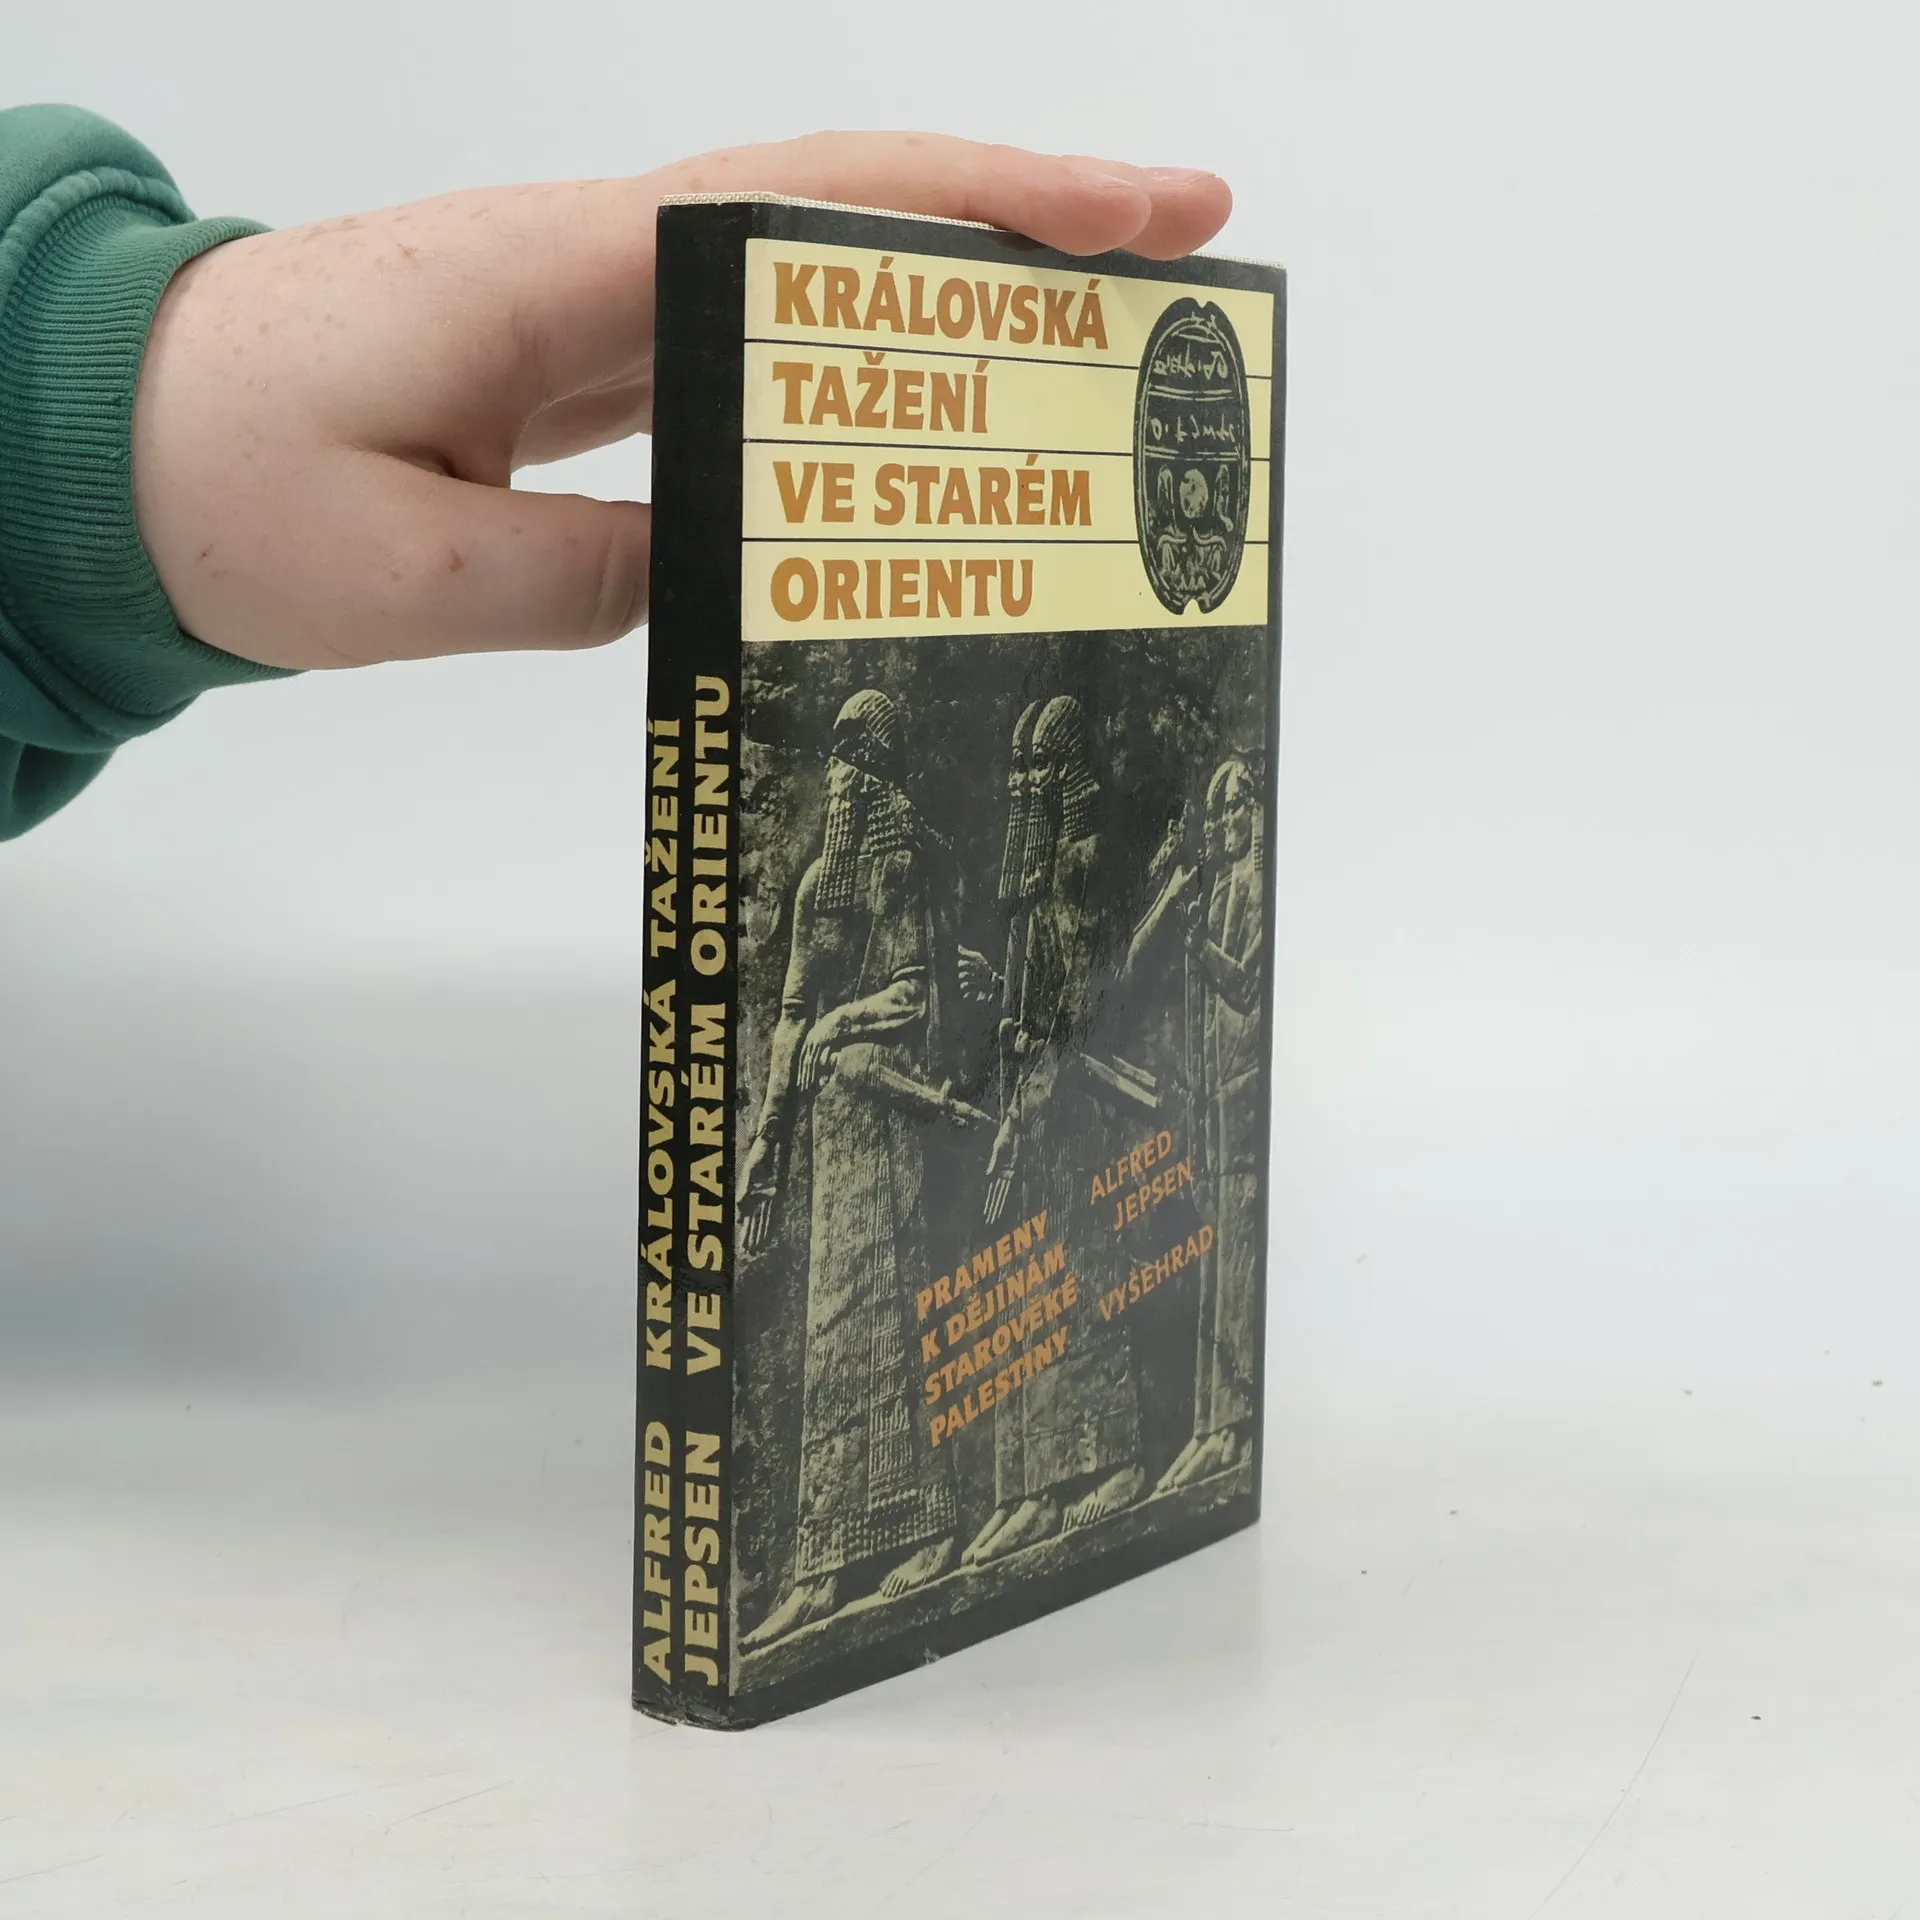 KRÁLOVSKÁ
TAŽENÍ
VE STARÉM
ORIENTU
PRAMENY
K DĚJINÁM
STAROVĚKÉ
PALESTINY
ALFRED
JEPSEN
VYŠEHRAD
ALFRED JEPSEN
KRÁLOVSKÁ TAŽENÍ
VE STARÉM ORIENTU